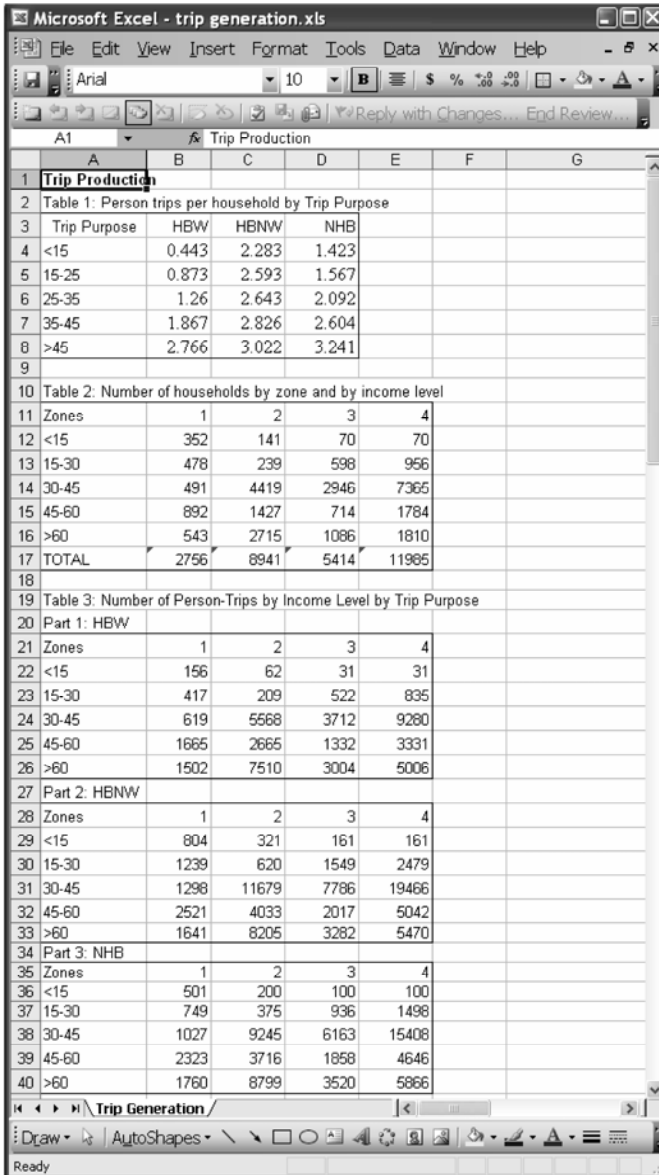 Microsoft Excel - trip generation.xls
File Edit View Insert Format Tools Data Window Help
Arial 10 B $ % A
Reply with Changes... End Review...
A1 fx Trip Production
A B C D E F G
1 Trip Production
2 Table 1: Person trips per household by Trip Purpose
3 Trip Purpose HBW HBNW NHB
4 <15 0.443 2.283 1.423
5 15-25 0.873 2.593 1.567
6 25-35 1.26 2.643 2.092
7 35-45 1.867 2.826 2.604
8 >45 2.766 3.022 3.241
9
10 Table 2: Number of households by zone and by income level
11 Zones 1 2 3 4
12 <15 352 141 70 70
13 15-30 478 239 598 956
14 30-45 491 4419 2946 7365
15 45-60 892 1427 714 1784
16 >60 543 2715 1086 1810
17 TOTAL 2756 8941 5414 11985
18
19 Table 3: Number of Person-Trips by Income Level by Trip Purpose
20 Part 1: HBW
21 Zones 1 2 3 4
22 <15 156 62 31 31
23 15-30 417 209 522 835
24 30-45 619 5568 3712 9280
25 45-60 1665 2665 1332 3331
26 >60 1502 7510 3004 5006
27 Part 2: HBNW
28 Zones 1 2 3 4
29 <15 804 321 161 161
30 15-30 1239 620 1549 2479
31 30-45 1298 11679 7786 19466
32 45-60 2521 4033 2017 5042
33 >60 1641 8205 3282 5470
34 Part 3: NHB
35 Zones 1 2 3 4
36 <15 501 200 100 100
37 15-30 749 375 936 1498
38 30-45 1027 9245 6163 15408
39 45-60 2323 3716 1858 4646
40 >60 1760 8799 3520 5866
Trip Generation
Draw AutoShapes A
Ready